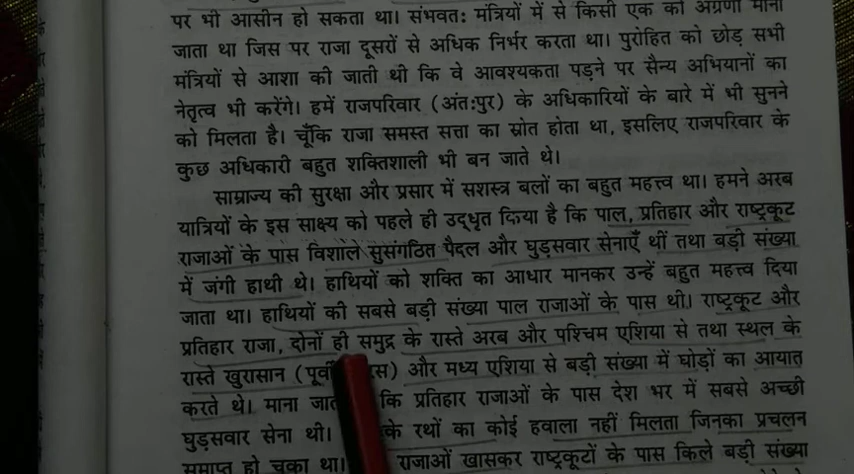 पर भी आसीन हो सकता था। संभवत: मंत्रियों में से किसी एक को अग्रणी माना
जाता था जिस पर राजा दूसरों से अधिक निर्भर करता था। पुरोहित को छोड़ सभी
मंत्रियों से आशा की जाती थी कि वे आवश्यकता पड़ने पर सैन्य अभियानों का
नेतृत्व भी करेंगे। हमें राजपरिवार (अंत:पुर) के अधिकारियों के बारे में भी सुनने
को मिलता है। चूँकि राजा समस्त सत्ता का स्रोत होता था, इसलिए राजपरिवार के
कुछ अधिकारी बहुत शक्तिशाली भी बन जाते थे।
साम्राज्य की सुरक्षा और प्रसार में सशस्त्र बलों का बहुत महत्त्व था। हमने अरब
यात्रियों के इस साक्ष्य को पहले ही उद्धृत किया है कि पाल, प्रतिहार और राष्ट्रकूट
राजाओं के पास विशाल सुसंगठित पैदल और घुड़सवार सेनाएँ थीं तथा बड़ी संख्या
में जंगी हाथी थे। हाथियों को शक्ति का आधार मानकर उन्हें बहुत महत्त्व दिया
जाता था। हाथियों की सबसे बड़ी संख्या पाल राजाओं के पास थी। राष्ट्रकूट और
प्रतिहार राजा, दोनों ही समुद्र के रास्ते अरब और पश्चिम एशिया से तथा स्थल के
रास्ते खुरासान (पूर्वी) और मध्य एशिया से बड़ी संख्या में घोड़ों का आयात
करते थे। माना कि प्रतिहार राजाओं के पास देश भर में सबसे अच्छी
घुड़सवार सेना थी। के रथों का कोई हवाला नहीं मिलता जिनका प्रचलन
समाप्त हो चुका था। राजाओं खासकर राष्ट्रकूटों के पास किले बड़ी संख्या